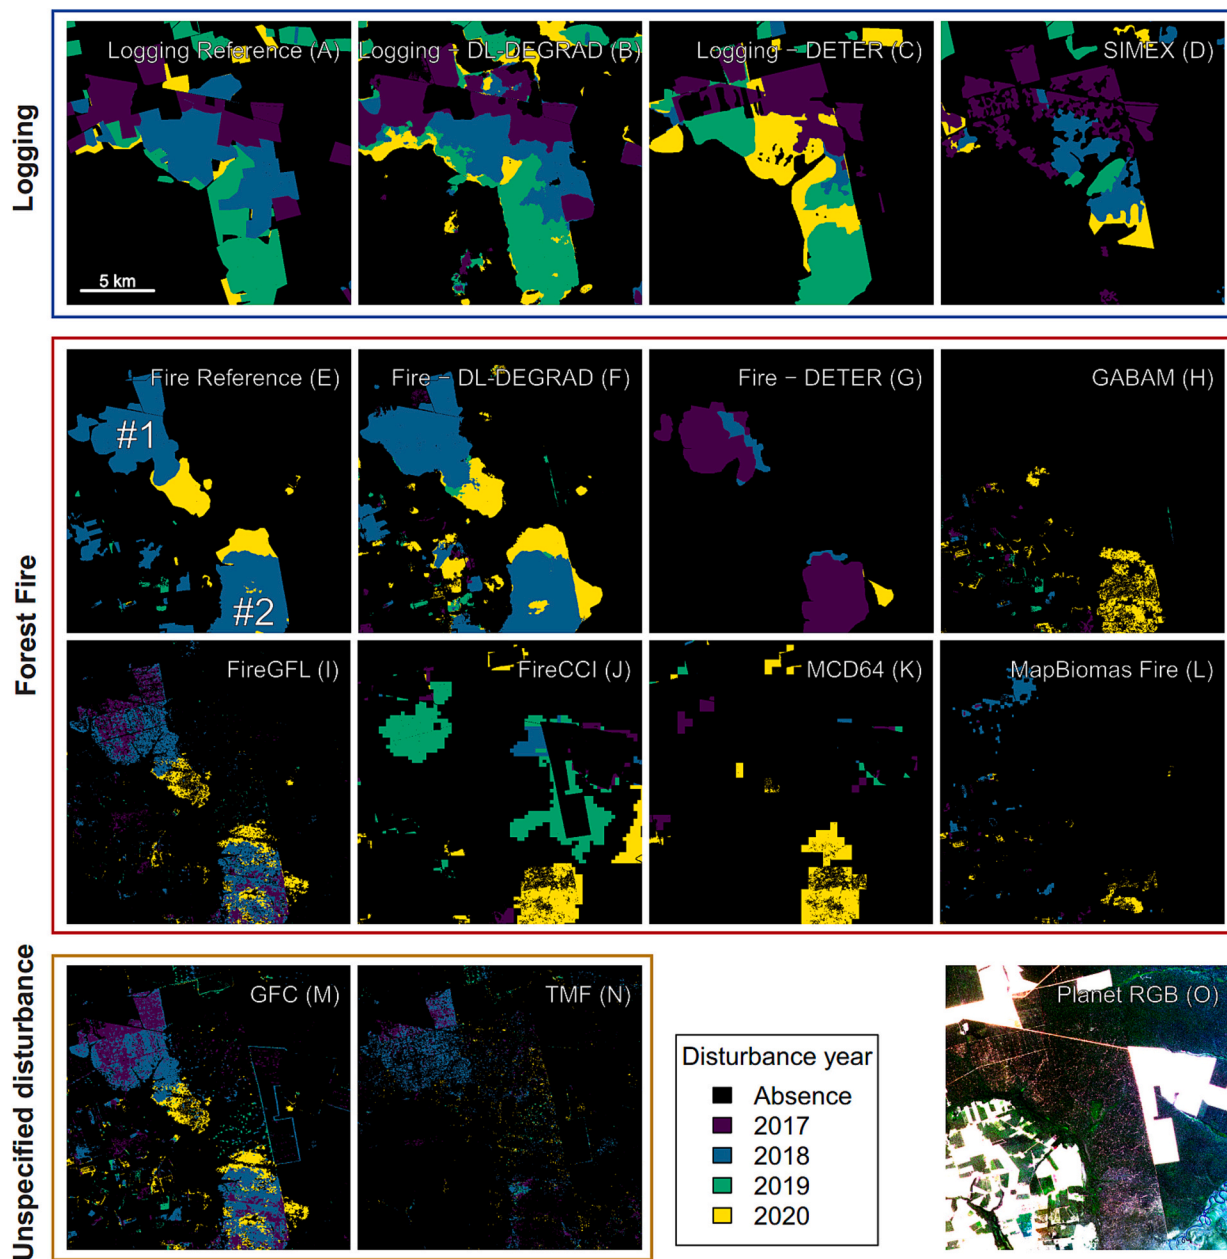 Logging
Logging Reference (A)
Logging − DL-DEGRAD (B)
Logging − DETER (C)
SIMEX (D)
5 km
Forest Fire
Fire Reference (E)
Fire − DL-DEGRAD (F)
Fire − DETER (G)
GABAM (H)
#1
#2
FireGFL (I)
FireCCI (J)
MCD64 (K)
MapBiomas Fire (L)
Unspecified disturbance
GFC (M)
TMF (N)
Planet RGB (O)
Disturbance year
Absence
2017
2018
2019
2020